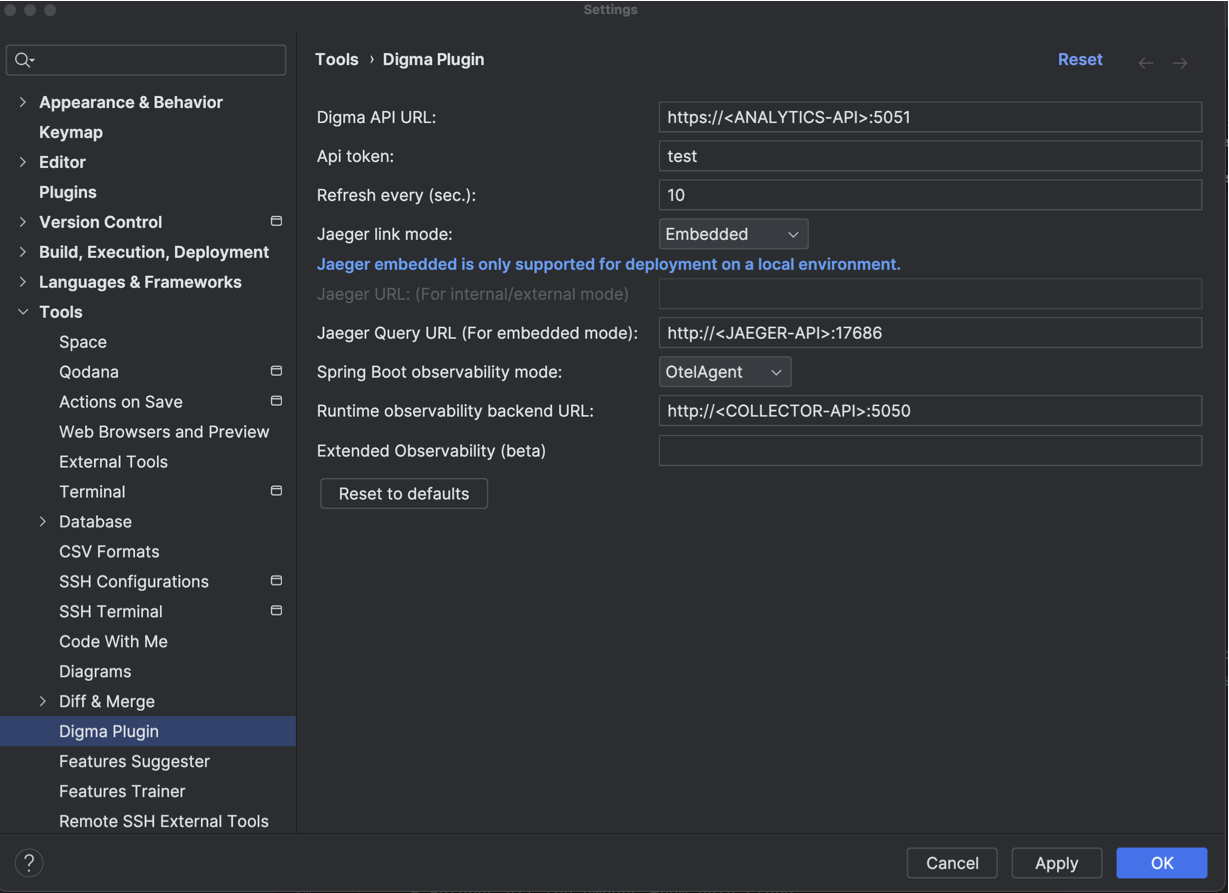 Settings
Tools › Digma Plugin
Reset
Appearance & Behavior
Keymap
Editor
Plugins
Version Control
Build, Execution, Deployment
Languages & Frameworks
Tools
Space
Qodana
Actions on Save
Web Browsers and Preview
External Tools
Terminal
Database
CSV Formats
SSH Configurations
SSH Terminal
Code With Me
Diagrams
Diff & Merge
Digma Plugin
Features Suggester
Features Trainer
Remote SSH External Tools
Digma API URL: https://<ANALYTICS-API>:5051
Api token: test
Refresh every (sec.): 10
Jaeger link mode: Embedded
Jaeger embedded is only supported for deployment on a local environment.
Jaeger URL: (For internal/external mode)
Jaeger Query URL (For embedded mode): http://<JAEGER-API>:17686
Spring Boot observability mode: OtelAgent
Runtime observability backend URL: http://<COLLECTOR-API>:5050
Extended Observability (beta)
Reset to defaults
?
Cancel
Apply
OK